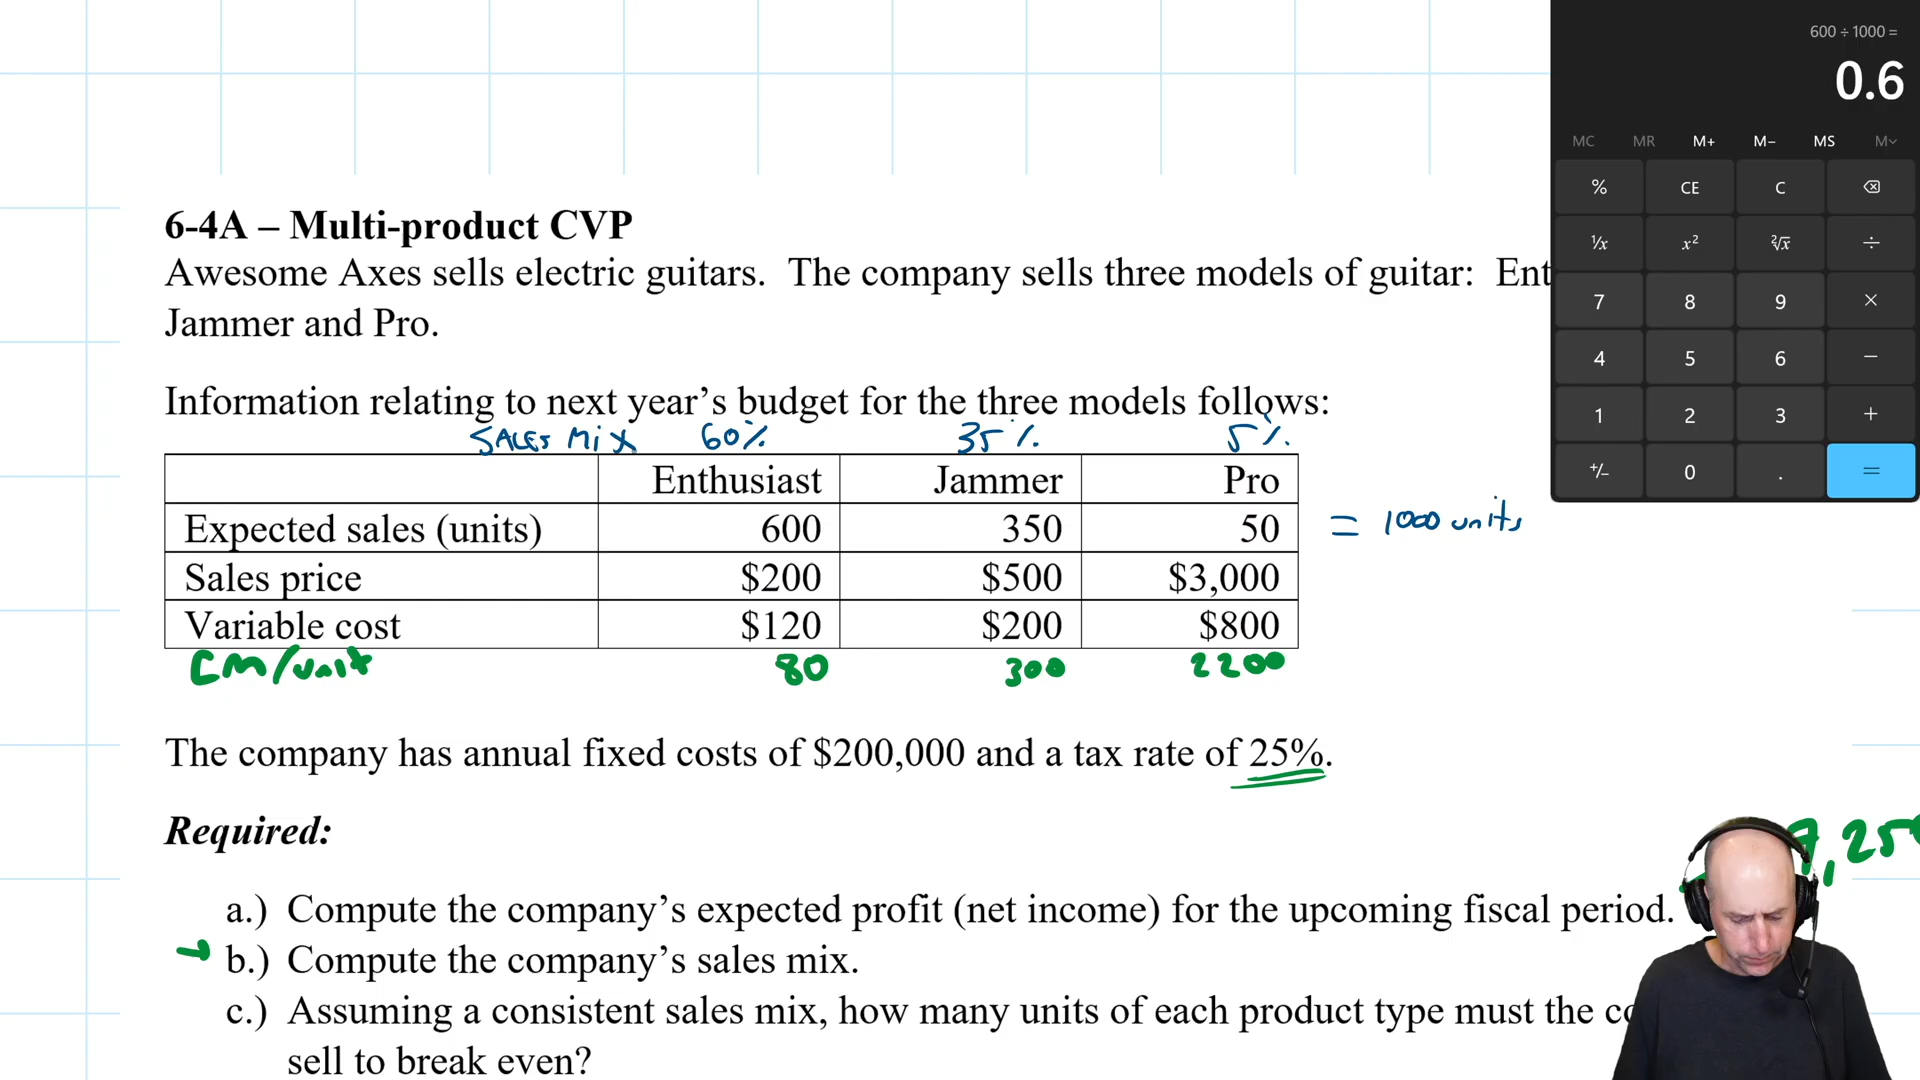 6-4A – Multi-product CVP
Awesome Axes sells electric guitars. The company sells three models of guitar: Ent
Jammer and Pro.
Information relating to next year’s budget for the three models follows:
SALES MIX 60% 35% 5%
Enthusiast Jammer Pro
Expected sales (units) 600 350 50 = 1000 units
Sales price $200 $500 $3,000
Variable cost $120 $200 $800
CM/unit 80 300 2200
The company has annual fixed costs of $200,000 and a tax rate of 25%.
Required:
a.) Compute the company’s expected profit (net income) for the upcoming fiscal period.
b.) Compute the company’s sales mix.
c.) Assuming a consistent sales mix, how many units of each product type must the co
sell to break even?
600 ÷ 1000 =
0.6
MC MR M+ M− MS M˅
% CE C ⌫
¹/x x² ²√x ÷
7 8 9 ×
4 5 6 −
1 2 3 +
+/− 0 . =